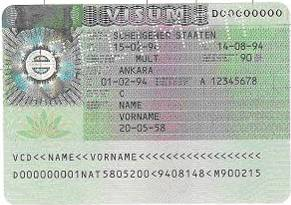 VISUM D00000000
SCHENGENER STAATEN
15-02-94 14-08-94
MULT 90
ANKARA
01-02-94 A 12345678
C
NAME
VORNAME
20-05-58
VCD<<NAME<<VORNAME<<<<<<<<<<<<<<<<<<<
D000000001NAT5805200<9408148<M900215